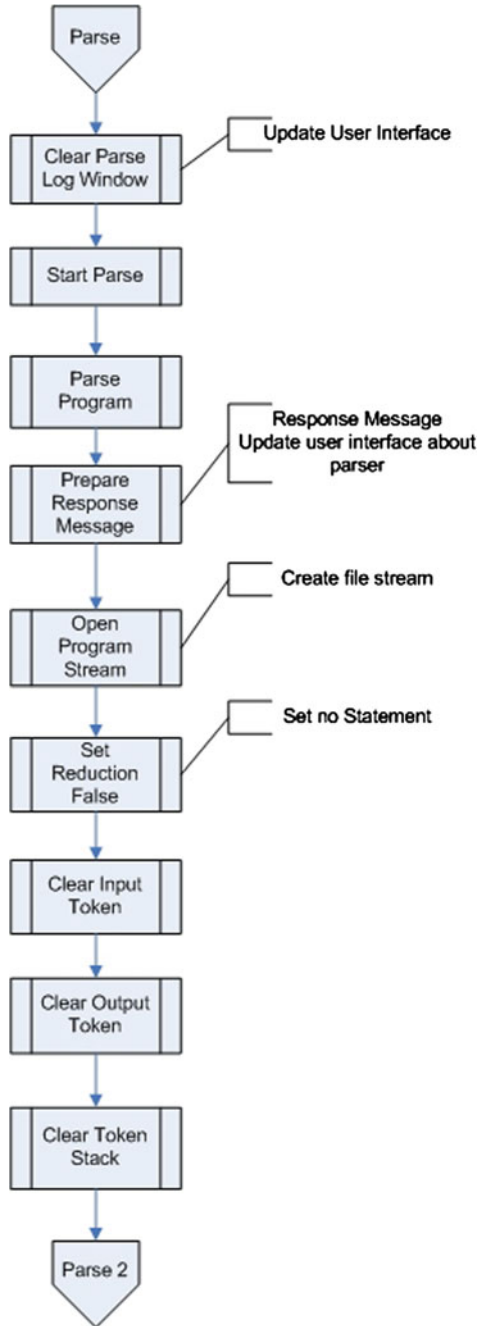 Parse
Clear Parse
Log Window
Update User Interface
Start Parse
Parse
Program
Prepare
Response
Message
Response Message
Update user interface about
parser
Open
Program
Stream
Create file stream
Set
Reduction
False
Set no Statement
Clear Input
Token
Clear Output
Token
Clear Token
Stack
Parse 2